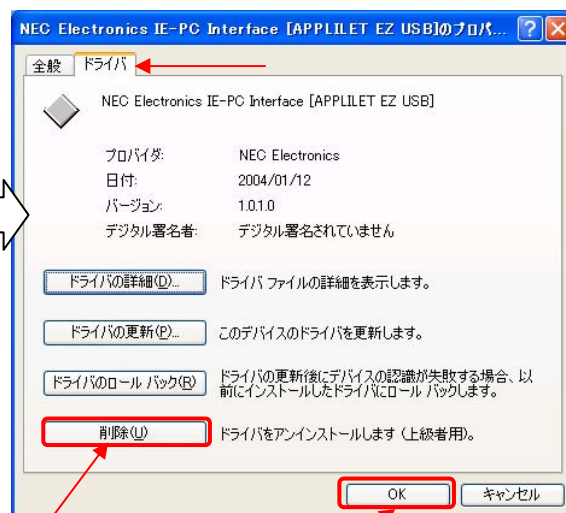 NEC Electronics IE-PC Interface [APPLILET EZ USB]のプロパ...
全般 ドライバ
NEC Electronics IE-PC Interface [APPLILET EZ USB]
プロバイダ: NEC Electronics
日付: 2004/01/12
バージョン: 1.0.1.0
デジタル署名者: デジタル署名されていません
ドライバの詳細(D)... ドライバ ファイルの詳細を表示します。
ドライバの更新(P)... このデバイスのドライバを更新します。
ドライバのロール バック(R) ドライバの更新後にデバイスの認識が失敗する場合、以
前にインストールしたドライバにロール バックします。
削除(U) ドライバをアンインストールします (上級者用)。
OK キャンセル